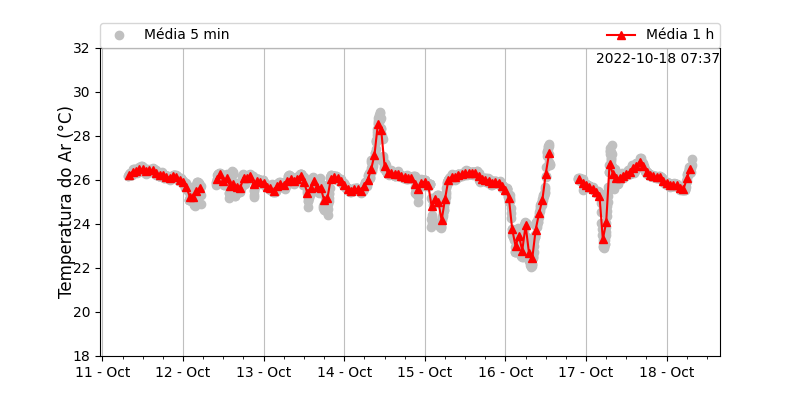 Média 5 min
Média 1 h
2022-10-18 07:37
Temperatura do Ar (°C)
32
30
28
26
24
22
20
18
11 - Oct
12 - Oct
13 - Oct
14 - Oct
15 - Oct
16 - Oct
17 - Oct
18 - Oct